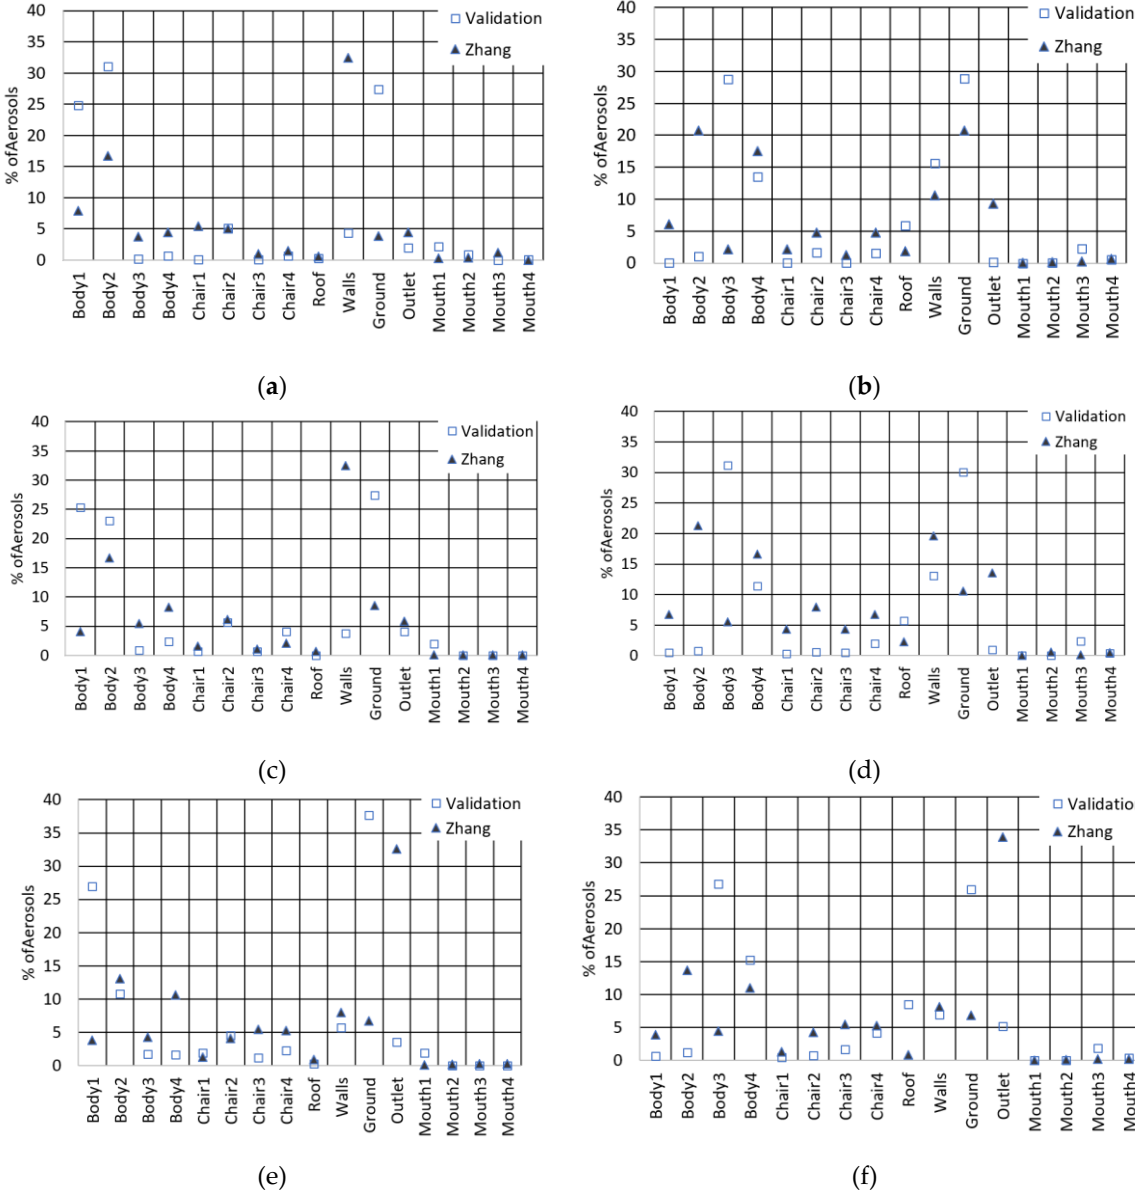 40
35
30
25
20
15
10
5
0
% ofAerosols
Validation
Zhang
Body1
Body2
Body3
Body4
Chair1
Chair2
Chair3
Chair4
Roof
Walls
Ground
Outlet
Mouth1
Mouth2
Mouth3
Mouth4
(a)
40
35
30
25
20
15
10
5
0
% ofAerosols
Validation
Zhang
Body1
Body2
Body3
Body4
Chair1
Chair2
Chair3
Chair4
Roof
Walls
Ground
Outlet
Mouth1
Mouth2
Mouth3
Mouth4
(b)
40
35
30
25
20
15
10
5
0
% ofAerosols
Validation
Zhang
Body1
Body2
Body3
Body4
Chair1
Chair2
Chair3
Chair4
Roof
Walls
Ground
Outlet
Mouth1
Mouth2
Mouth3
Mouth4
(c)
40
35
30
25
20
15
10
5
0
% ofAerosols
Validation
Zhang
Body1
Body2
Body3
Body4
Chair1
Chair2
Chair3
Chair4
Roof
Walls
Ground
Outlet
Mouth1
Mouth2
Mouth3
Mouth4
(d)
40
35
30
25
20
15
10
5
0
% ofAerosols
Validation
Zhang
Body1
Body2
Body3
Body4
Chair1
Chair2
Chair3
Chair4
Roof
Walls
Ground
Outlet
Mouth1
Mouth2
Mouth3
Mouth4
(e)
40
35
30
25
20
15
10
5
0
% ofAerosols
Validation
Zhang
Body1
Body2
Body3
Body4
Chair1
Chair2
Chair3
Chair4
Roof
Walls
Ground
Outlet
Mouth1
Mouth2
Mouth3
Mouth4
(f)